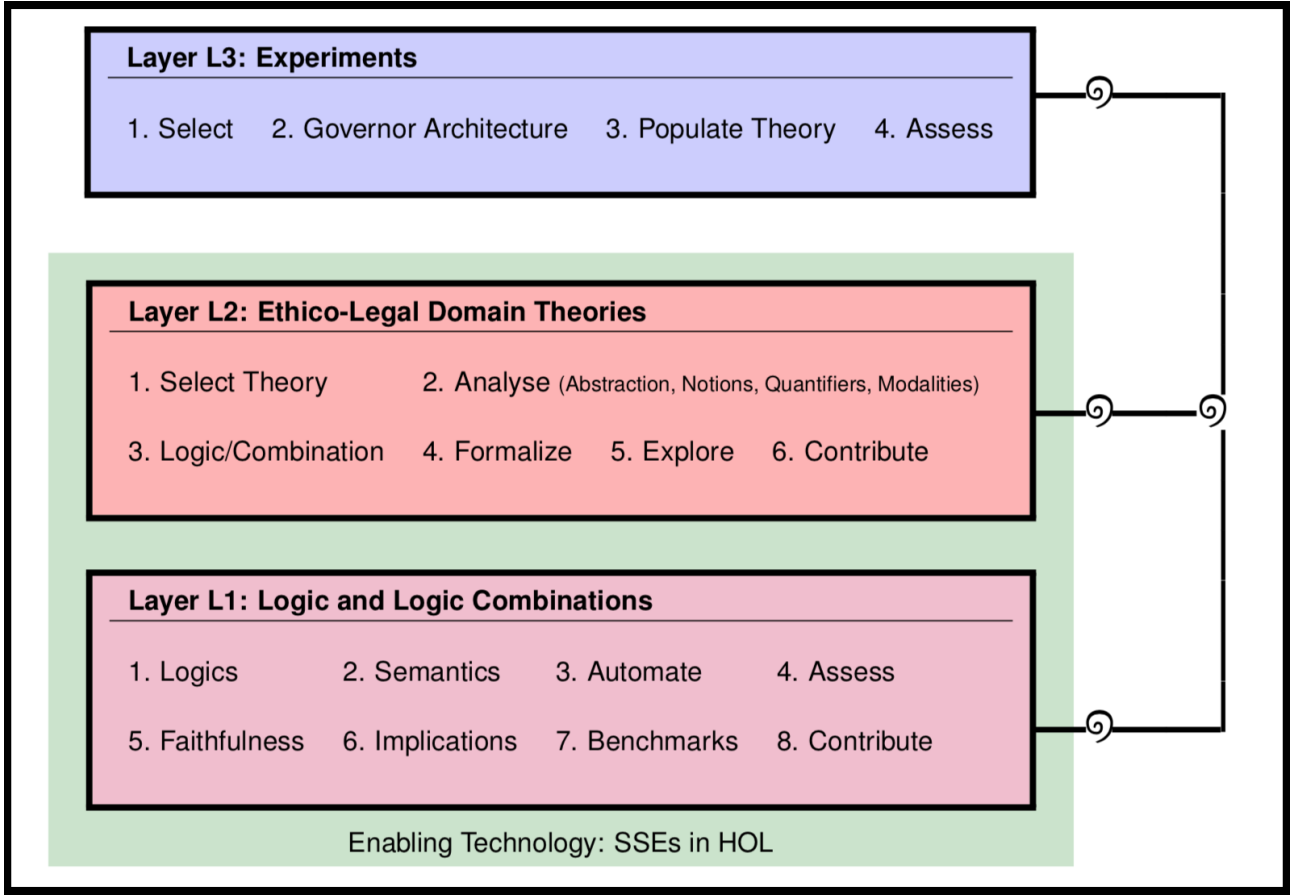 Layer L3: Experiments
1. Select 2. Governor Architecture 3. Populate Theory 4. Assess
Layer L2: Ethico-Legal Domain Theories
1. Select Theory 2. Analyse (Abstraction, Notions, Quantifiers, Modalities)
3. Logic/Combination 4. Formalize 5. Explore 6. Contribute
Layer L1: Logic and Logic Combinations
1. Logics 2. Semantics 3. Automate 4. Assess
5. Faithfulness 6. Implications 7. Benchmarks 8. Contribute
Enabling Technology: SSEs in HOL